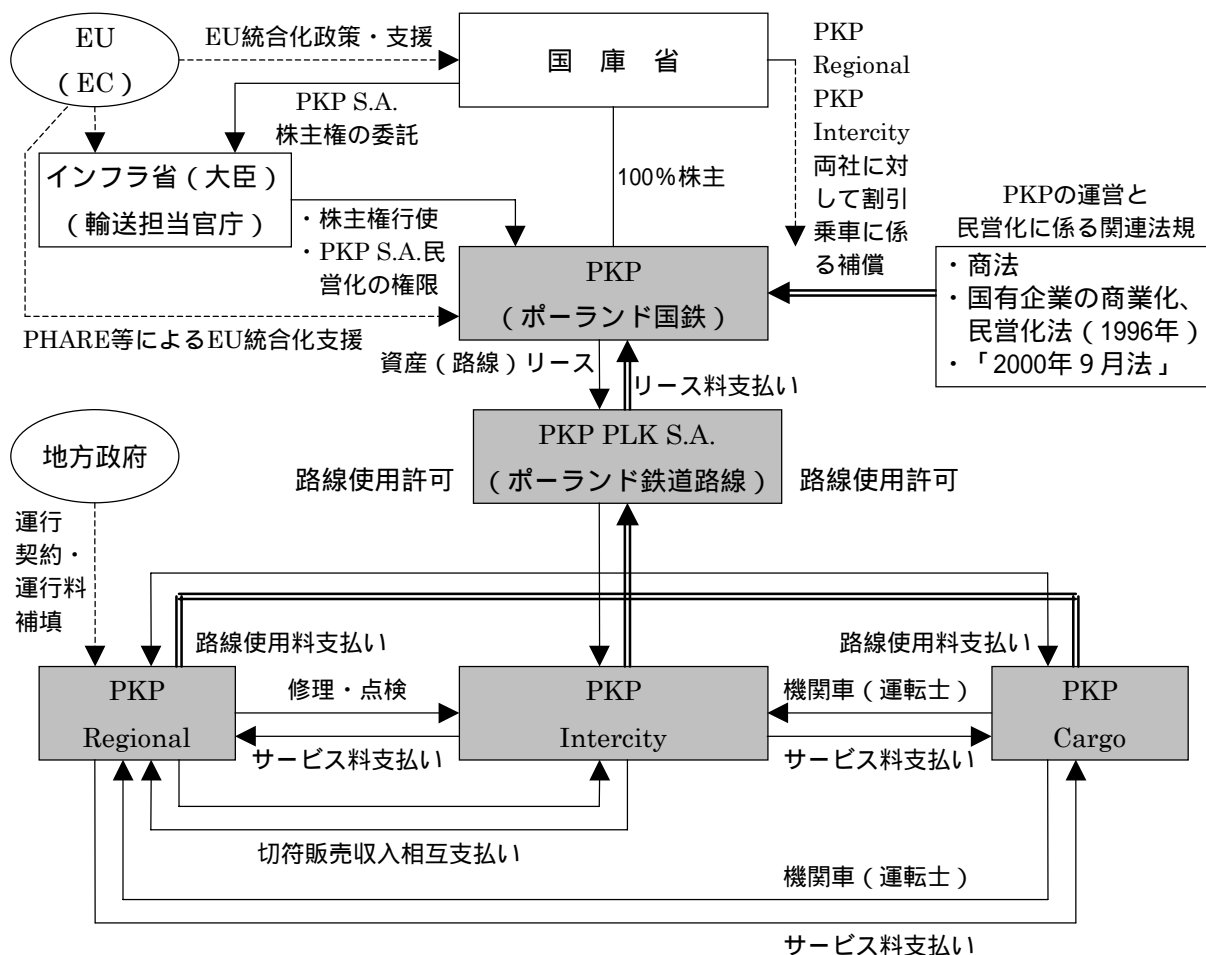 EU
（EC）
EU統合化政策・支援
国　庫　省
PKP
Regional
PKP
Intercity
両社に対
して割引
乗車に係
る補償
PKP S.A.
株主権の委託
インフラ省（大臣）
（輸送担当官庁）
100％株主
・株主権行使
・PKP S.A.民
営化の権限
PKPの運営と
民営化に係る関連法規
・商法
・国有企業の商業化、
民営化法（1996年）
・「2000年９月法」
PKP
（ポーランド国鉄）
PHARE等によるEU統合化支援
資産（路線）リース
リース料支払い
PKP PLK S.A.
（ポーランド鉄道路線）
路線使用許可
路線使用許可
地方政府
運行
契約・
運行料
補填
路線使用料支払い
路線使用料支払い
PKP
Regional
修理・点検
サービス料支払い
PKP
Intercity
機関車（運転士）
サービス料支払い
PKP
Cargo
切符販売収入相互支払い
機関車（運転士）
サービス料支払い